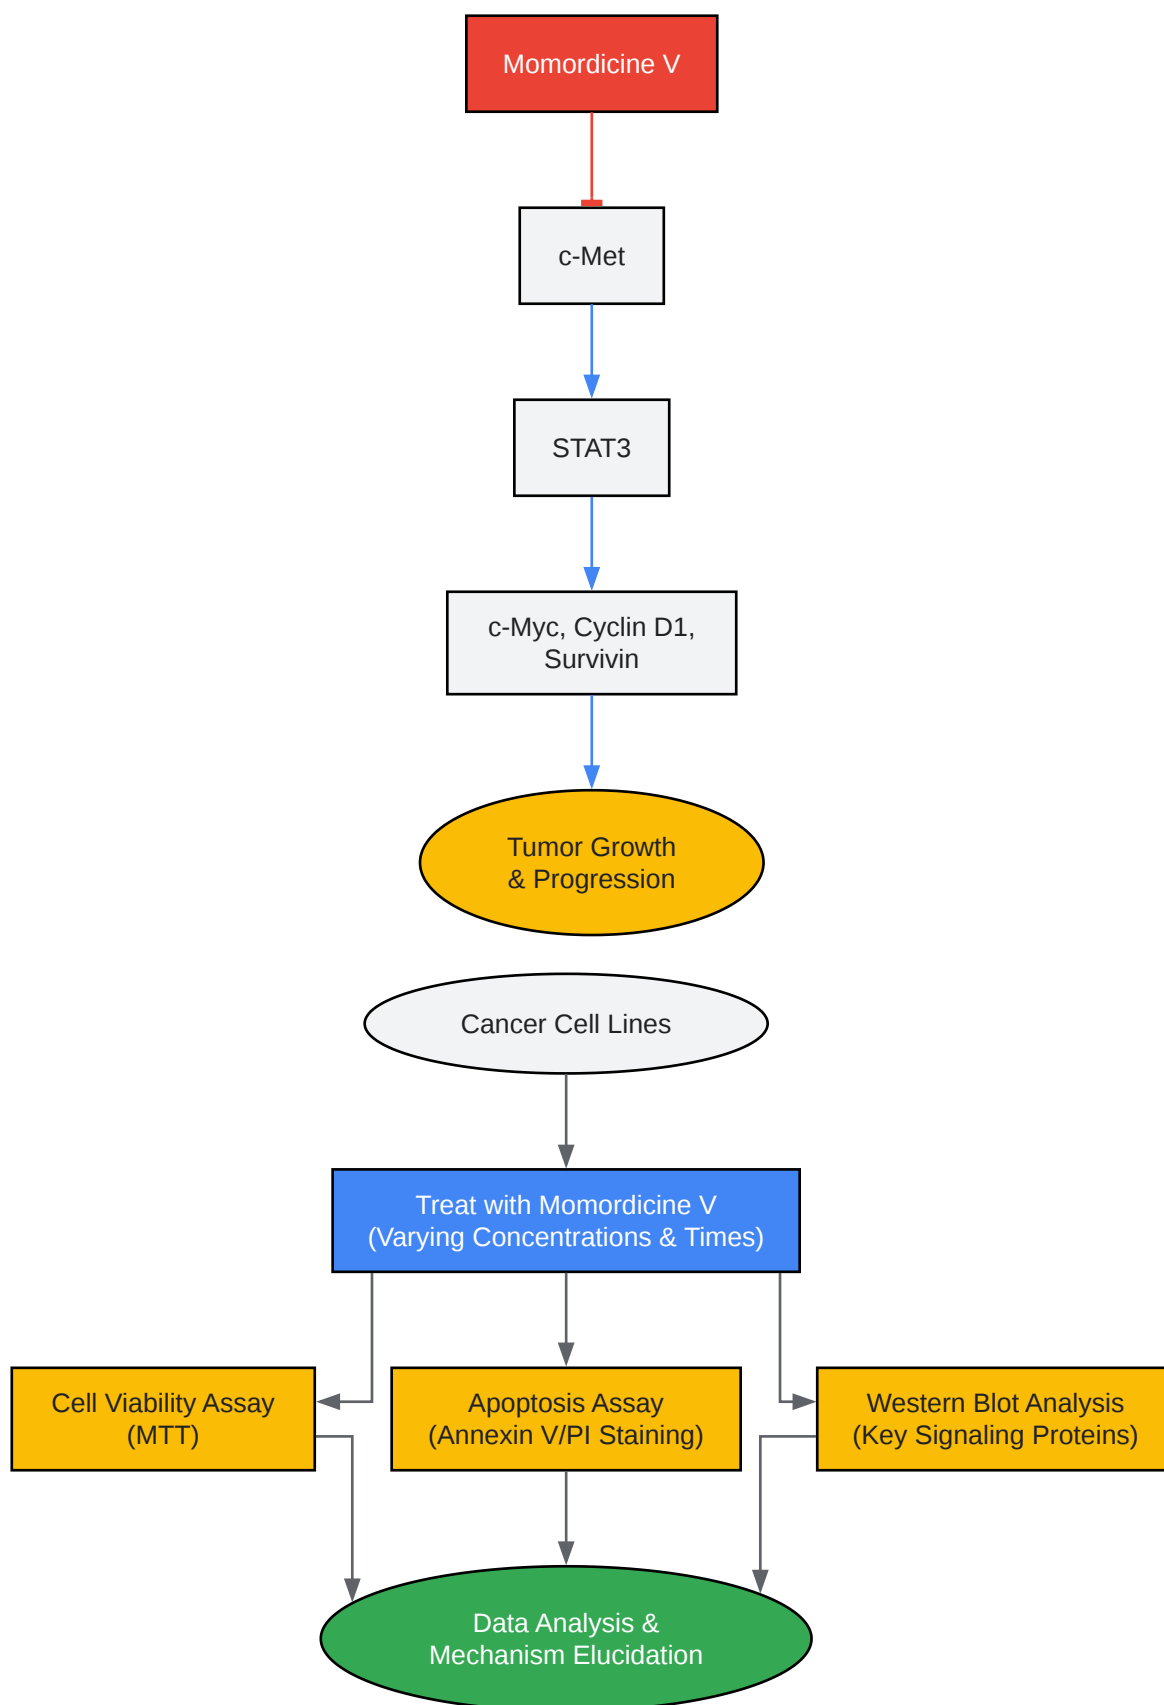 Momordicine V
c-Met
STAT3
c-Myc, Cyclin D1,
Survivin
Tumor Growth
& Progression
Cancer Cell Lines
Treat with Momordicine V
(Varying Concentrations & Times)
Cell Viability Assay
(MTT)
Apoptosis Assay
(Annexin V/PI Staining)
Western Blot Analysis
(Key Signaling Proteins)
Data Analysis &
Mechanism Elucidation